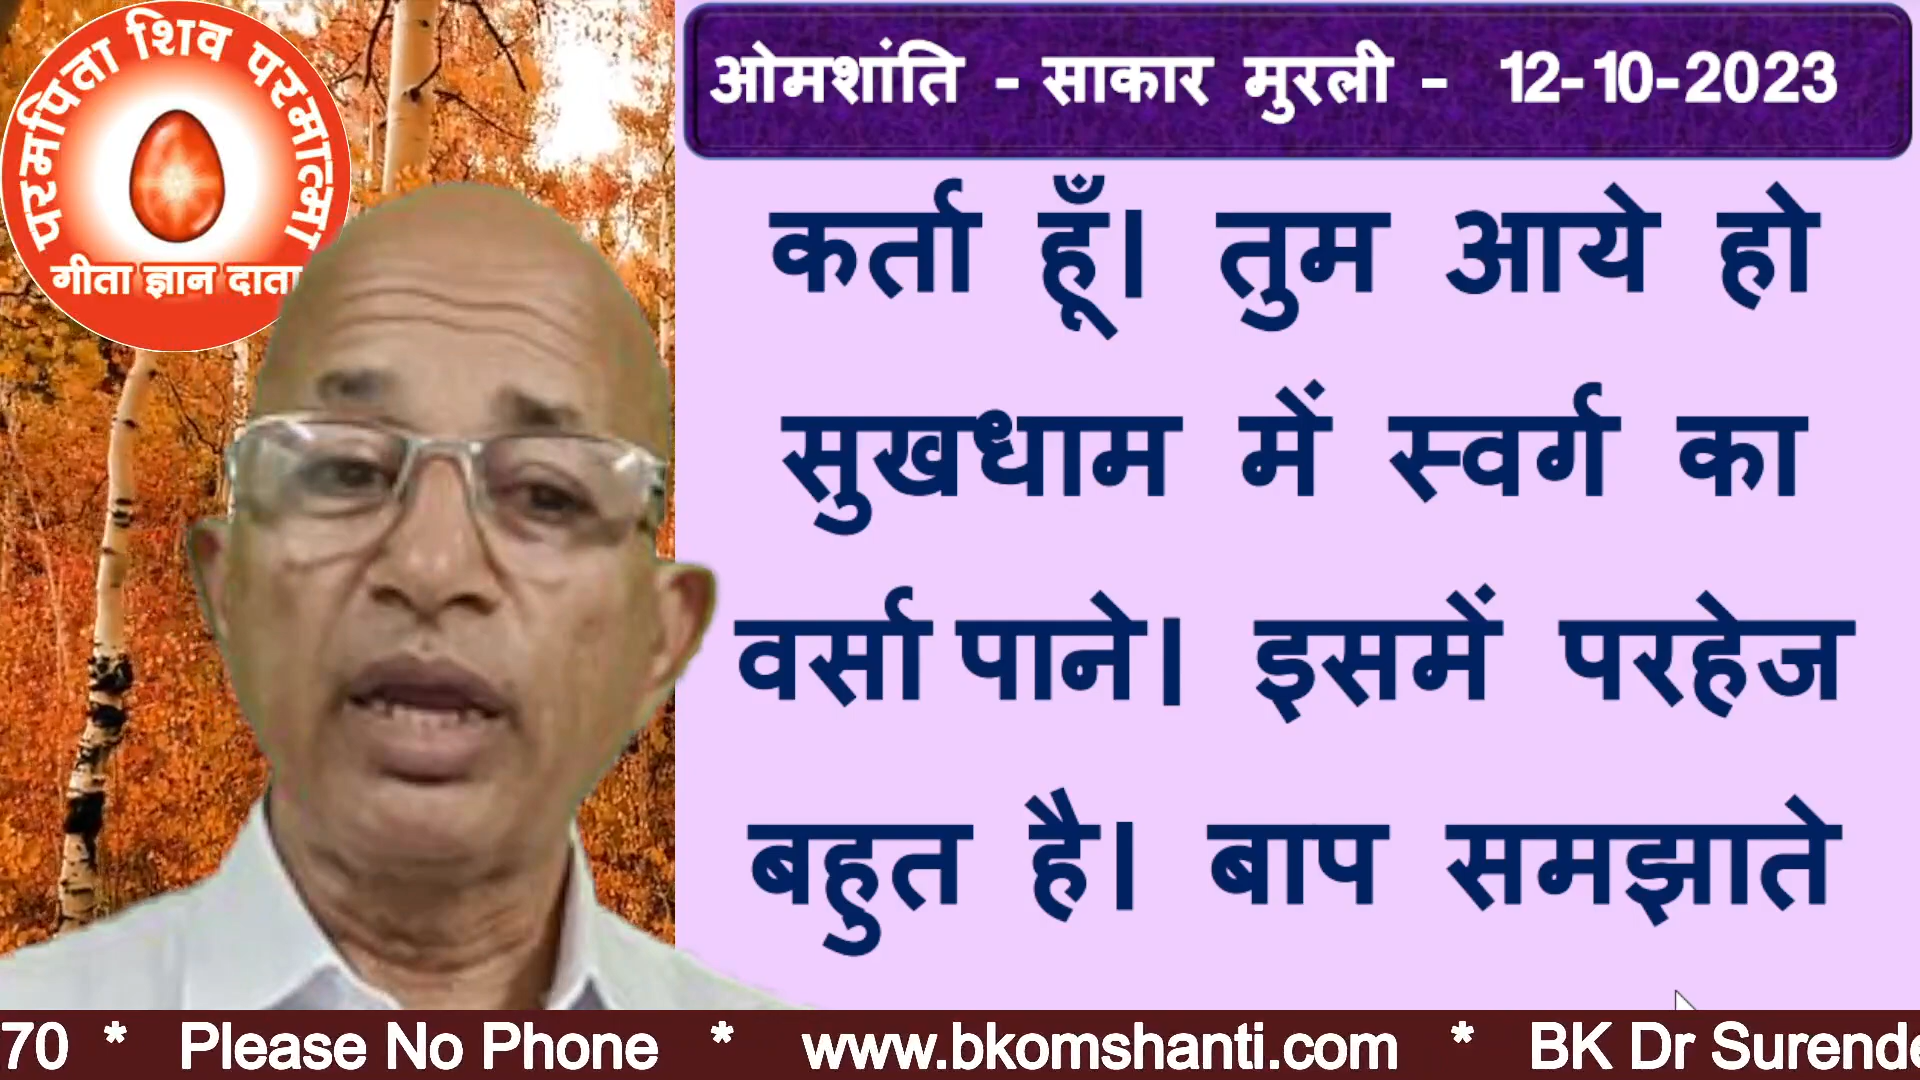 परमपिता शिव परमात्मा
गीता ज्ञान दाता
ओमशांति - साकार मुरली - 12-10-2023
कर्ता हूँ। तुम आये हो
सुखधाम में स्वर्ग का
वर्सा पाने। इसमें परहेज
बहुत है। बाप समझाते
70 * Please No Phone * www.bkomshanti.com * BK Dr Surende